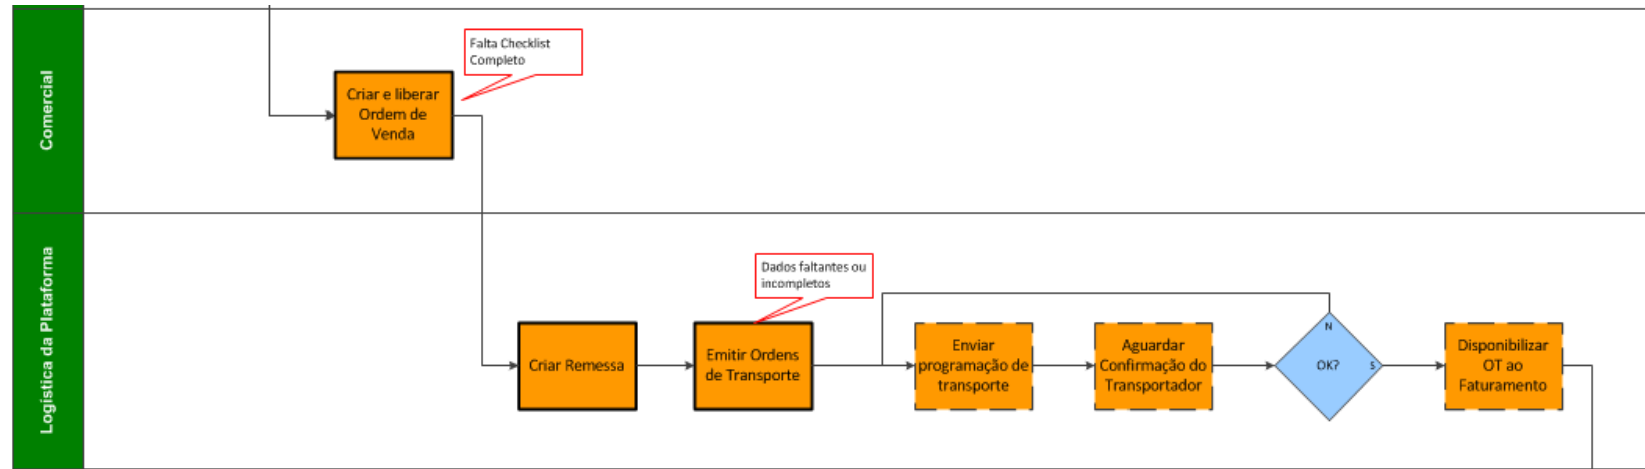 Comercial
Falta Checklist
Completo
Criar e liberar
Ordem de
Venda
Logística da Plataforma
Dados faltantes ou
incompletos
Criar Remessa
Emitir Ordens
de Transporte
Enviar
programação de
transporte
Aguardar
Confirmação do
Transportador
N
OK?
S
Disponibilizar
OT ao
Faturamento